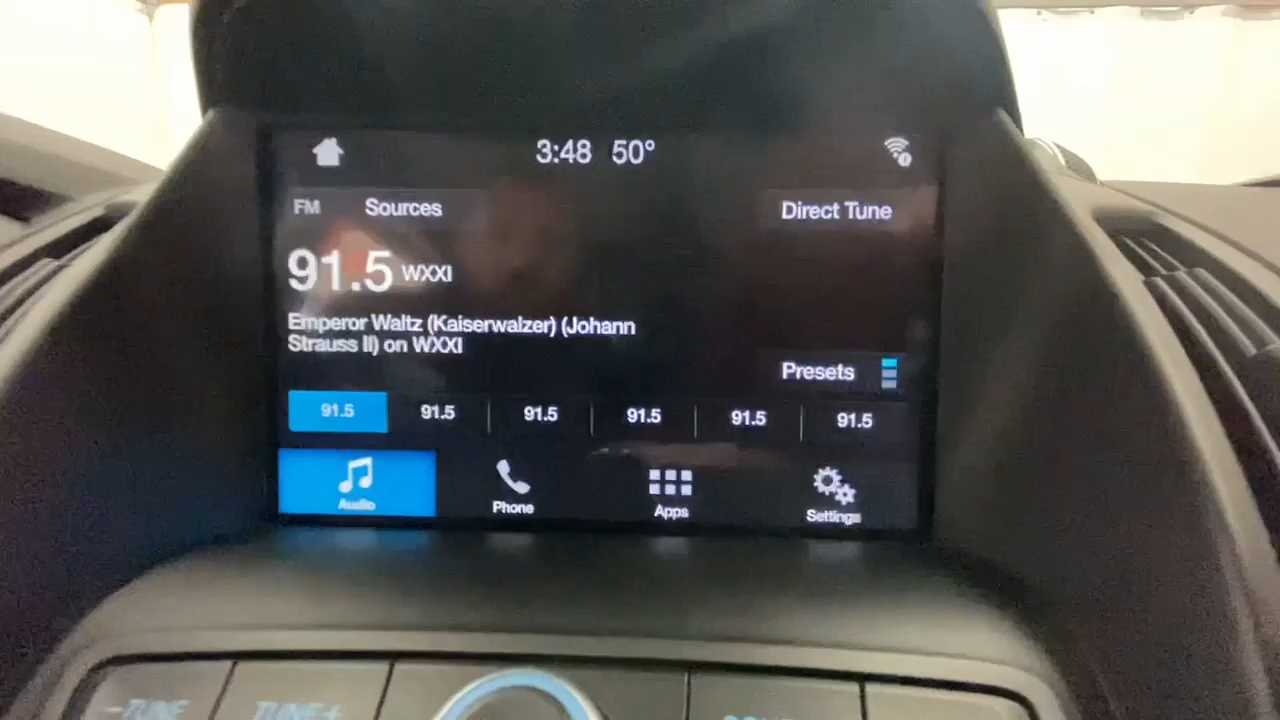 3:48 50°
FM Sources Direct Tune
91.5 WXXI
Emperor Waltz (Kaiserwalzer) (Johann
Strauss II) on WXXI
Presets
91.5 91.5 91.5 91.5 91.5 91.5
Audio Phone Apps Settings
-TUNE TUNE+